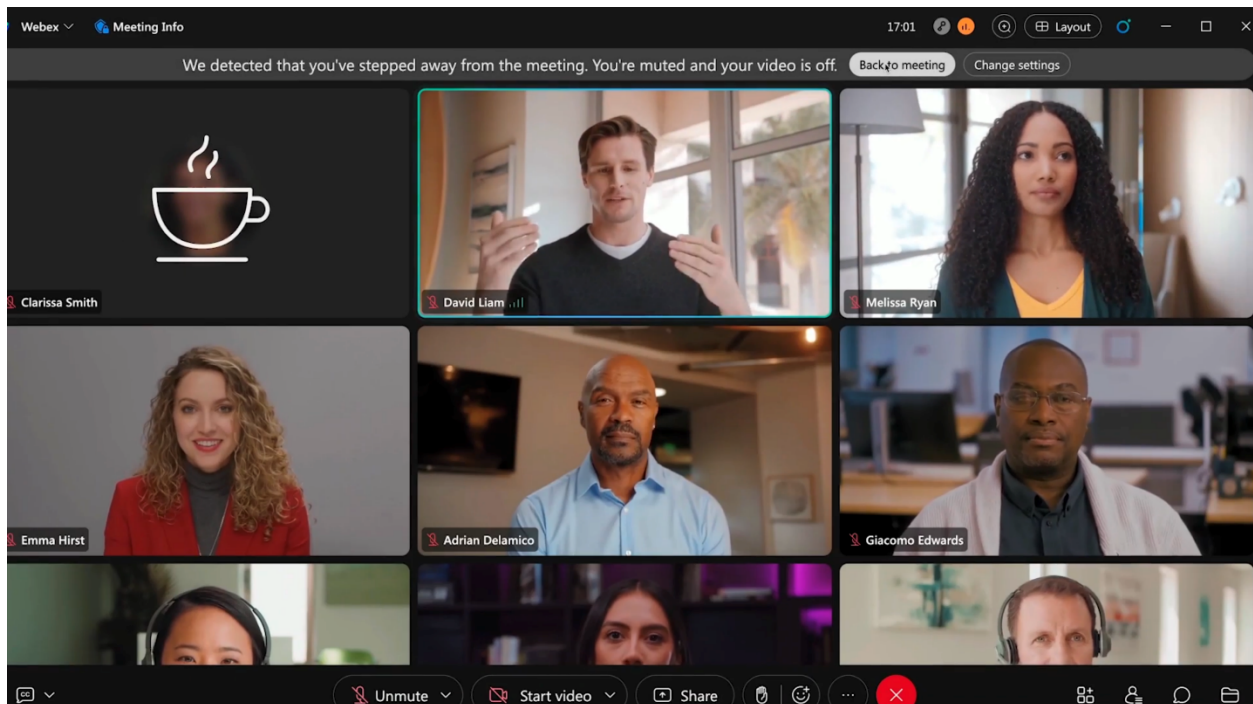 Webex
Meeting Info
17:01
Layout
We detected that you've stepped away from the meeting. You're muted and your video is off.
Back to meeting
Change settings
Clarissa Smith
David Liam
Melissa Ryan
Emma Hirst
Adrian Delamico
Giacomo Edwards
CC
Unmute
Start video
Share